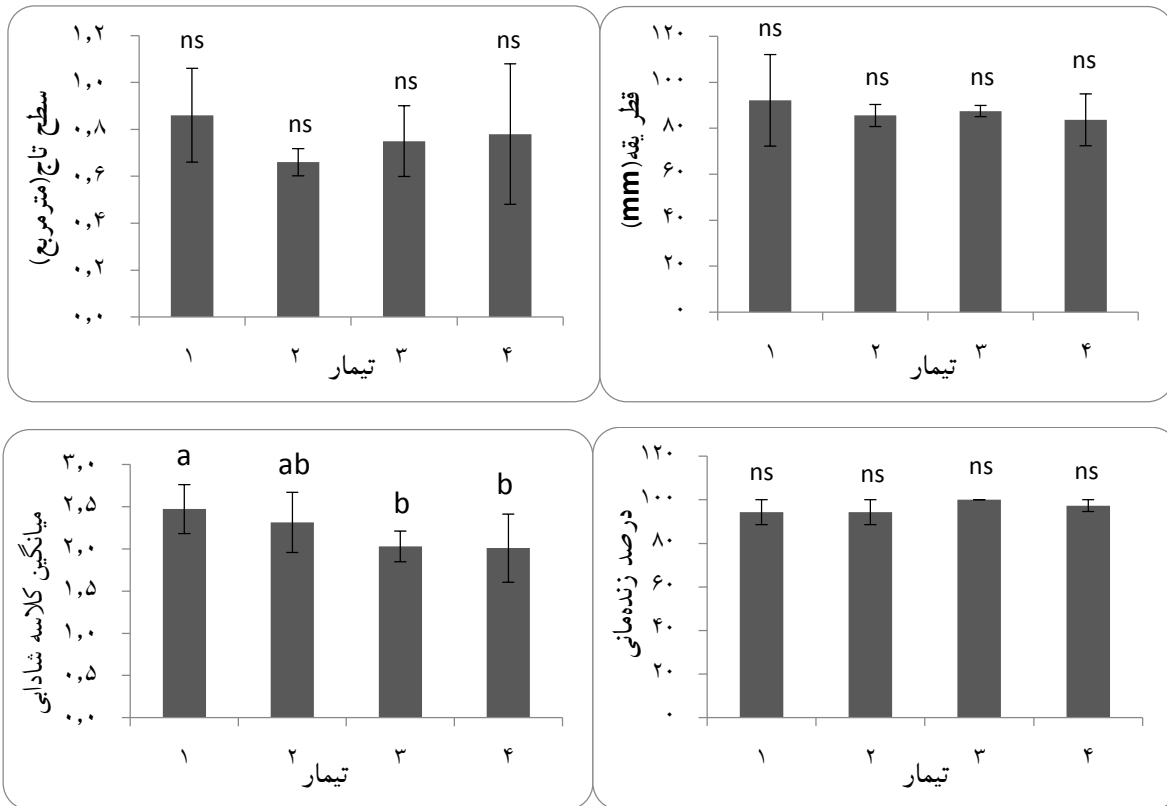 سطح تاج(مترمربع)
۱,۲
۱,۰
۰,۸
۰,۶
۰,۴
۰,۲
۰,۰
ns
ns
ns
ns
۱
۲
۳
۴
تیمار
قطر یقه(mm)
۱۲۰
۱۰۰
۸۰
۶۰
۴۰
۲۰
۰
ns
ns
ns
ns
۱
۲
۳
۴
تیمار
میانگین کلاسه شادابی
۳,۰
۲,۵
۲,۰
۱,۵
۱,۰
۰,۵
۰,۰
a
ab
b
b
۱
۲
۳
۴
تیمار
درصد زنده‌مانی
۱۲۰
۱۰۰
۸۰
۶۰
۴۰
۲۰
۰
ns
ns
ns
ns
۱
۲
۳
۴
تیمار